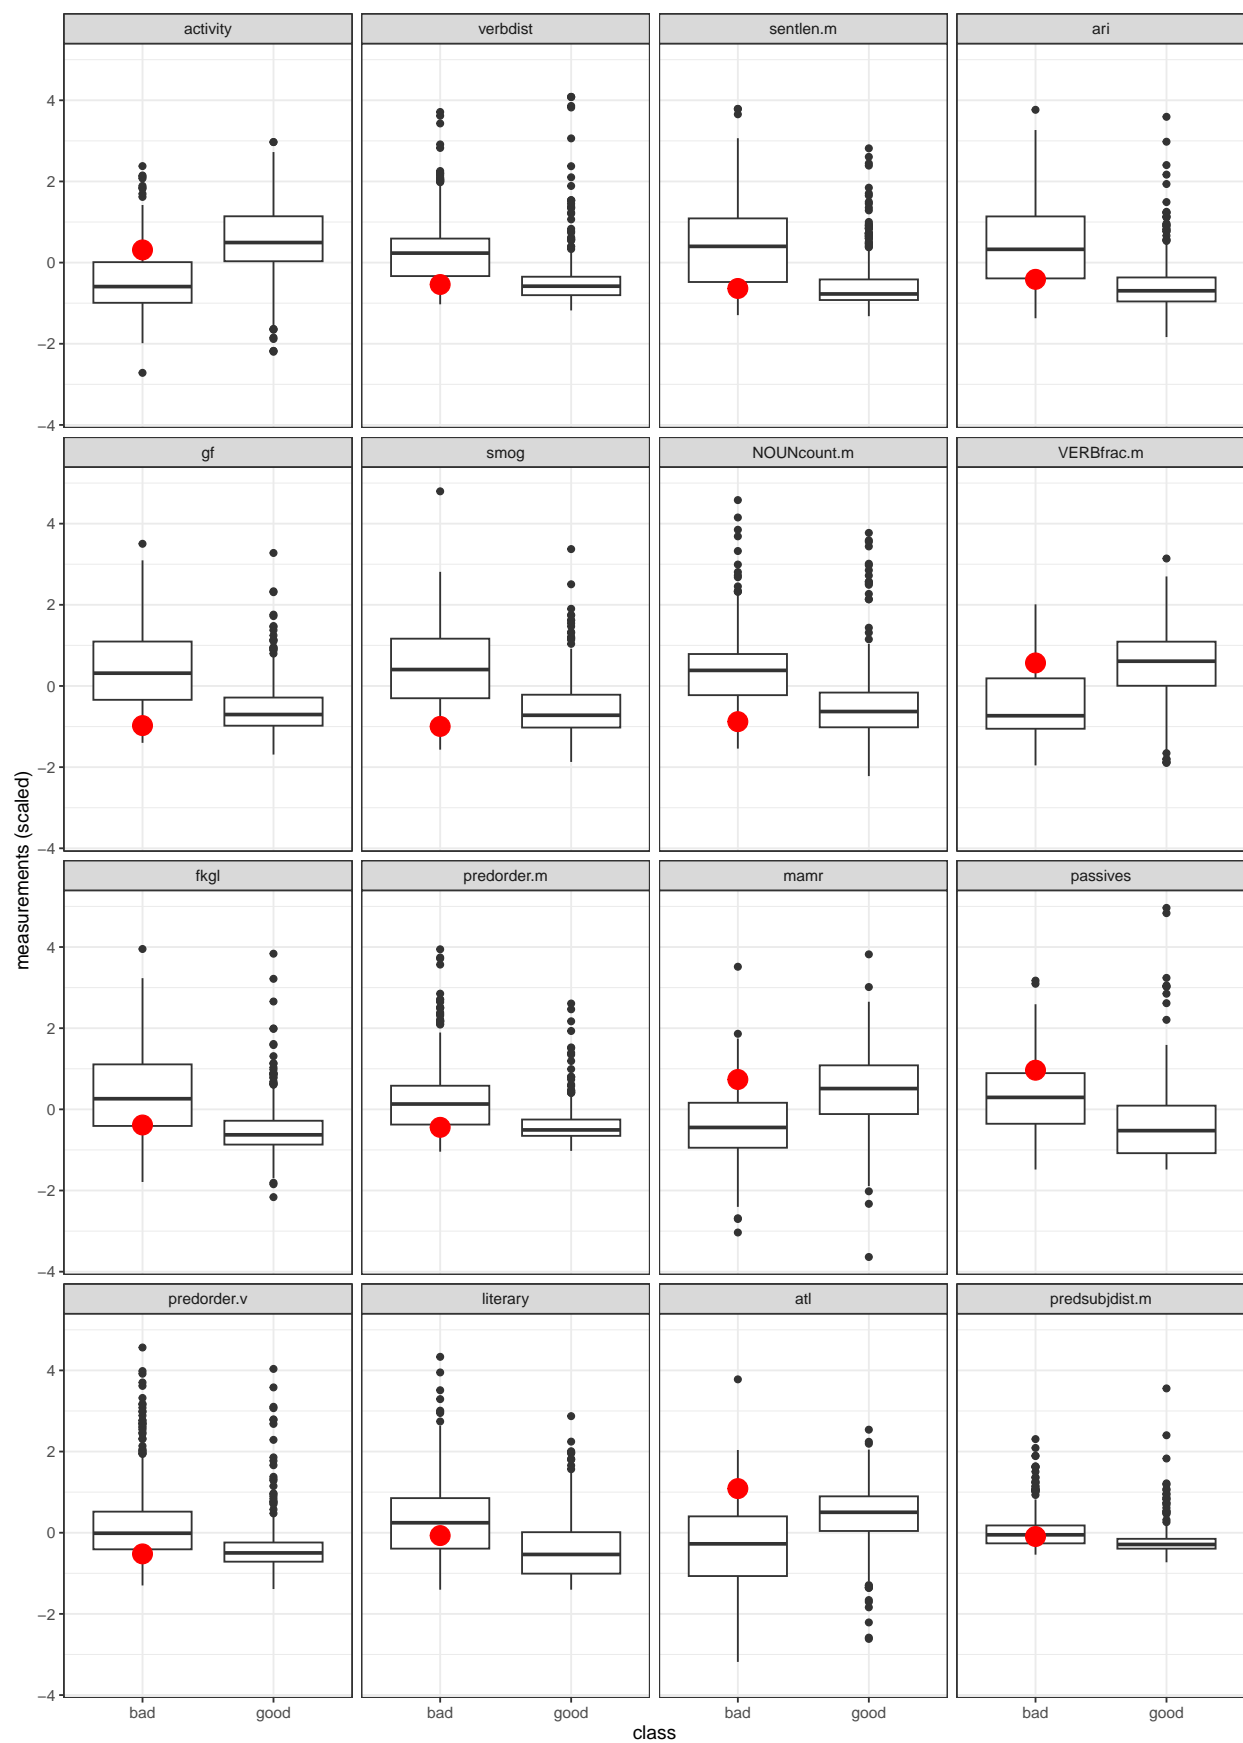 activity verbdist sentlen.m ari
4
2
0
−2
−4
gf smog NOUNcount.m VERBfrac.m
4
2
0
−2
−4
fkgl predorder.m mamr passives
4
2
0
−2
−4
predorder.v literary atl predsubjdist.m
4
2
0
−2
−4
measurements (scaled)
bad good bad good bad good bad good
class